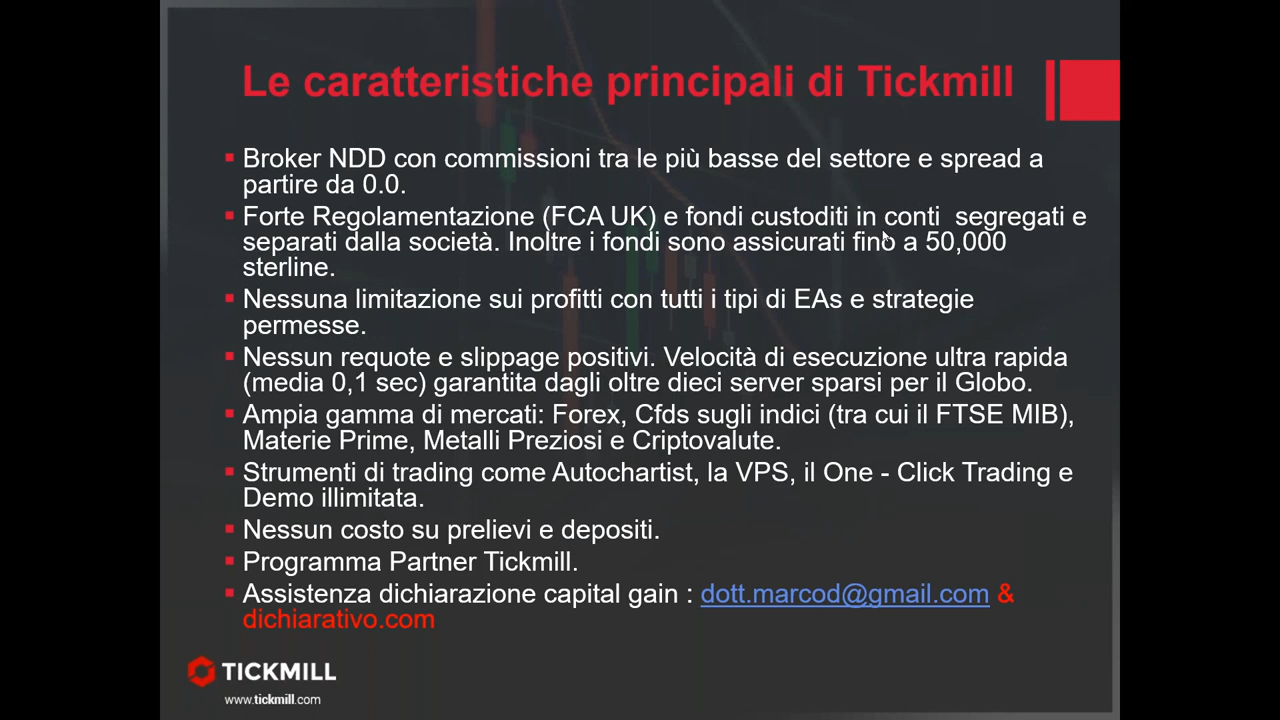 Le caratteristiche principali di Tickmill
Broker NDD con commissioni tra le più basse del settore e spread a
partire da 0.0.
Forte Regolamentazione (FCA UK) e fondi custoditi in conti  segregati e
separati dalla società. Inoltre i fondi sono assicurati fino a 50,000
sterline.
Nessuna limitazione sui profitti con tutti i tipi di EAs e strategie
permesse.
Nessun requote e slippage positivi. Velocità di esecuzione ultra rapida
(media 0,1 sec) garantita dagli oltre dieci server sparsi per il Globo.
Ampia gamma di mercati: Forex, Cfds sugli indici (tra cui il FTSE MIB),
Materie Prime, Metalli Preziosi e Criptovalute.
Strumenti di trading come Autochartist, la VPS, il One - Click Trading e
Demo illimitata.
Nessun costo su prelievi e depositi.
Programma Partner Tickmill.
Assistenza dichiarazione capital gain : dott.marcod@gmail.com &
dichiarativo.com
TICKMILL
www.tickmill.com